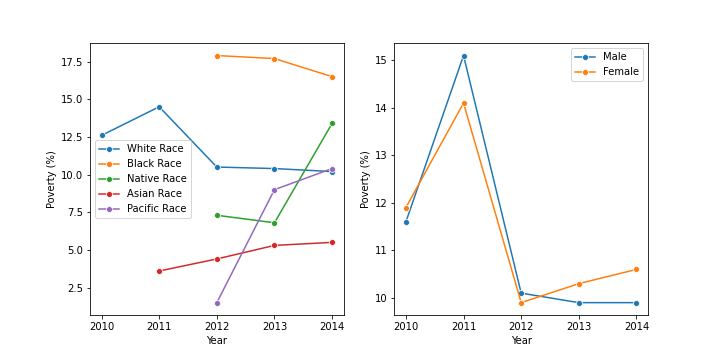 17.5
15.0
12.5
10.0
7.5
5.0
2.5
Poverty (%)
White Race
Black Race
Native Race
Asian Race
Pacific Race
2010 2011 2012 2013 2014
Year
15
14
13
12
11
10
Poverty (%)
Male
Female
2010 2011 2012 2013 2014
Year